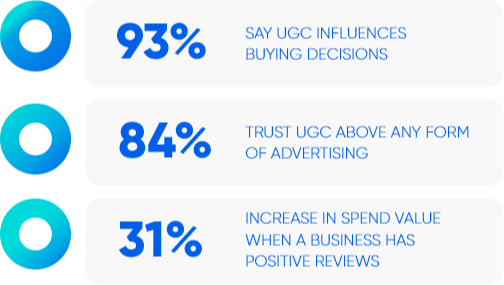 93%
SAY UGC INFLUENCES
BUYING DECISIONS
84%
TRUST UGC ABOVE ANY FORM
OF ADVERTISING
31%
INCREASE IN SPEND VALUE
WHEN A BUSINESS HAS
POSITIVE REVIEWS